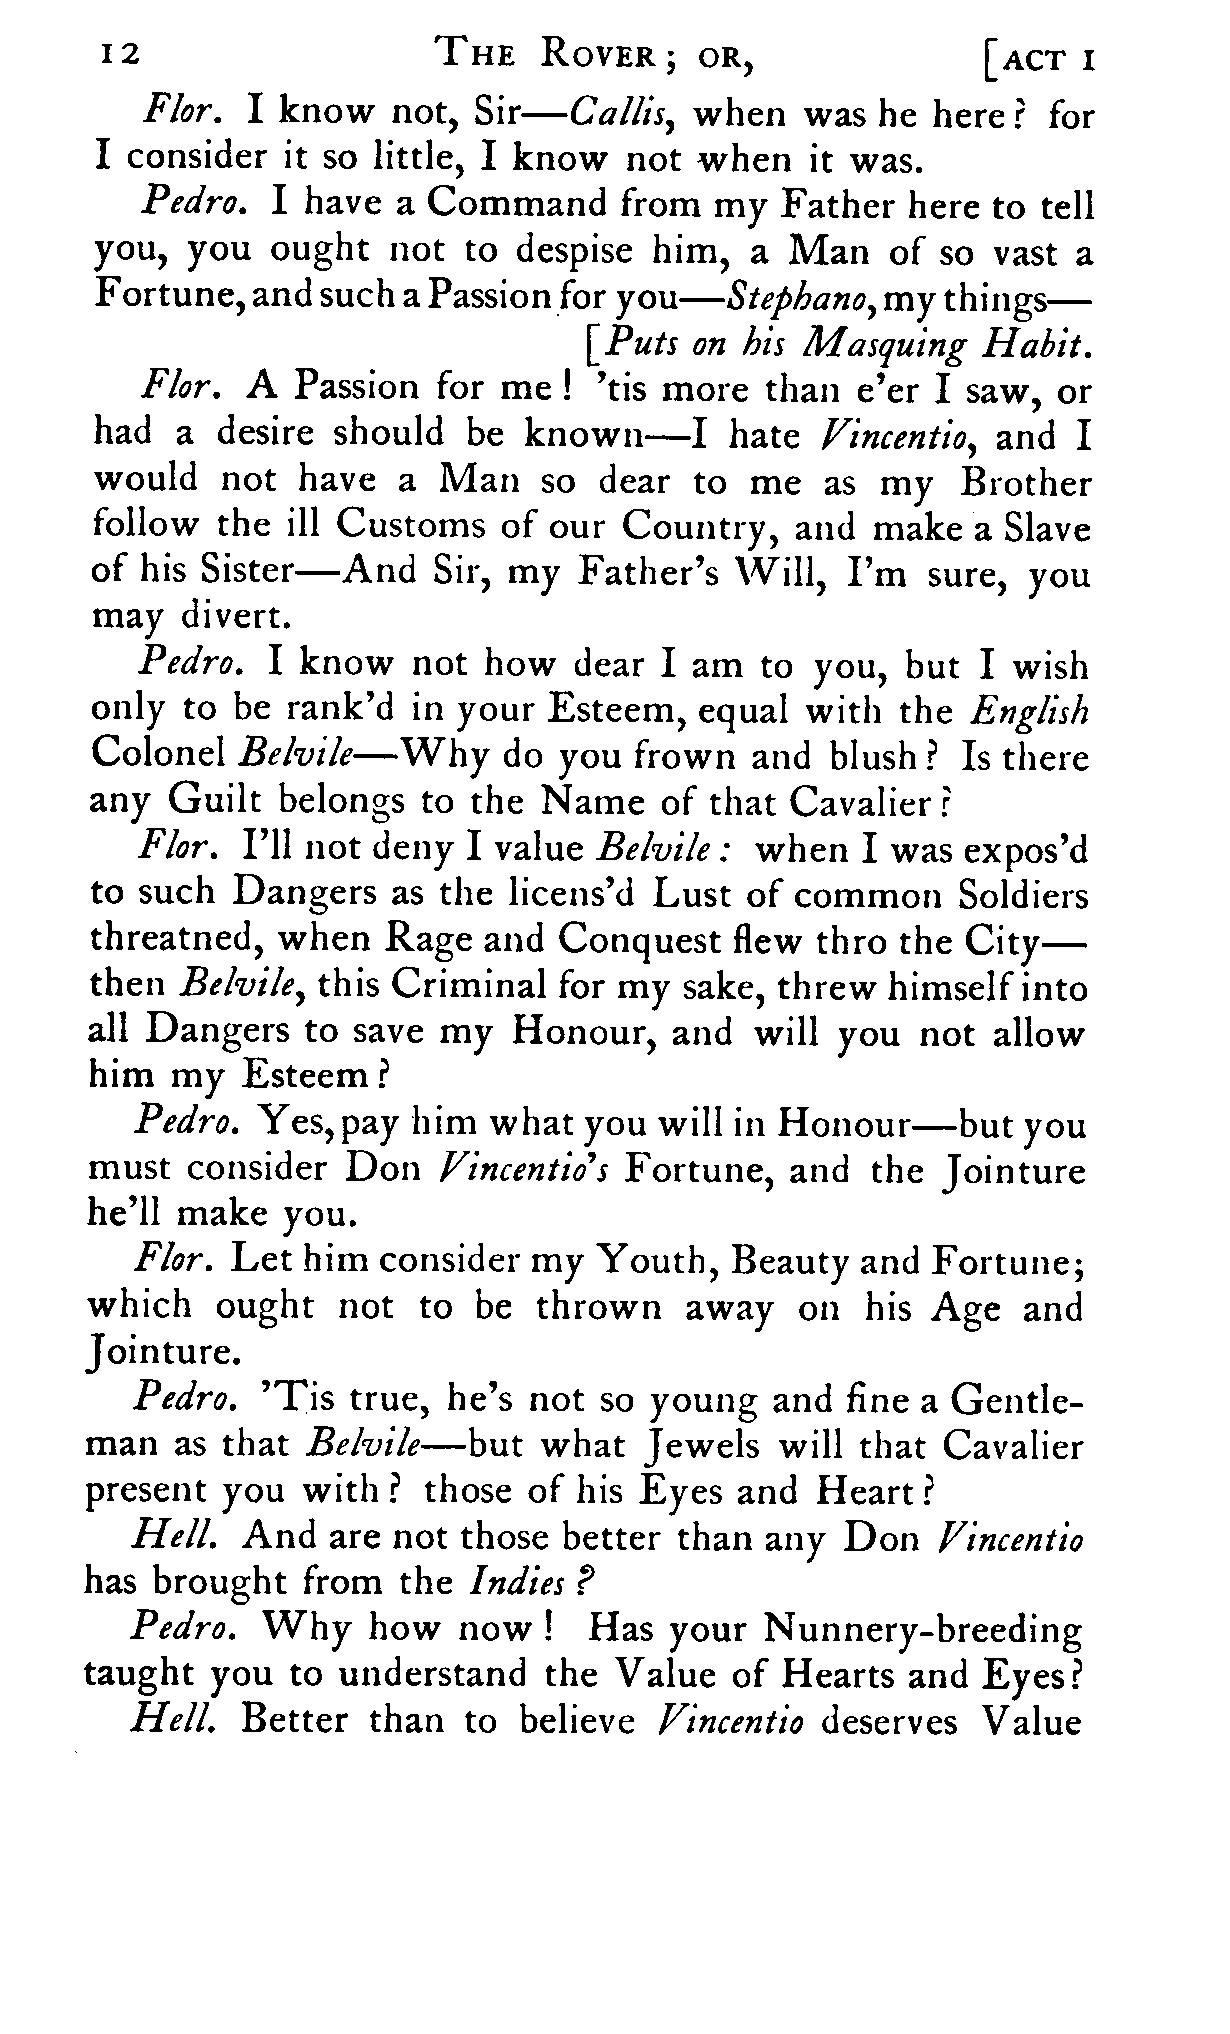 12 THE ROVER; OR, [ACT I
Flor. I know not, Sir—Callis, when was he here? for
I consider it so little, I know not when it was.
Pedro. I have a Command from my Father here to tell
you, you ought not to despise him, a Man of so vast a
Fortune, and such a Passion for you—Stephano, my things—
[Puts on his Masquing Habit.
Flor. A Passion for me! 'tis more than e'er I saw, or
had a desire should be known—I hate Vincentio, and I
would not have a Man so dear to me as my Brother
follow the ill Customs of our Country, and make a Slave
of his Sister—And Sir, my Father's Will, I'm sure, you
may divert.
Pedro. I know not how dear I am to you, but I wish
only to be rank'd in your Esteem, equal with the English
Colonel Belvile—Why do you frown and blush? Is there
any Guilt belongs to the Name of that Cavalier?
Flor. I'll not deny I value Belvile: when I was expos'd
to such Dangers as the licens'd Lust of common Soldiers
threatned, when Rage and Conquest flew thro the City—
then Belvile, this Criminal for my sake, threw himself into
all Dangers to save my Honour, and will you not allow
him my Esteem?
Pedro. Yes, pay him what you will in Honour—but you
must consider Don Vincentio's Fortune, and the Jointure
he'll make you.
Flor. Let him consider my Youth, Beauty and Fortune;
which ought not to be thrown away on his Age and
Jointure.
Pedro. 'Tis true, he's not so young and fine a Gentle-
man as that Belvile—but what Jewels will that Cavalier
present you with? those of his Eyes and Heart?
Hell. And are not those better than any Don Vincentio
has brought from the Indies?
Pedro. Why how now! Has your Nunnery-breeding
taught you to understand the Value of Hearts and Eyes?
Hell. Better than to believe Vincentio deserves Value